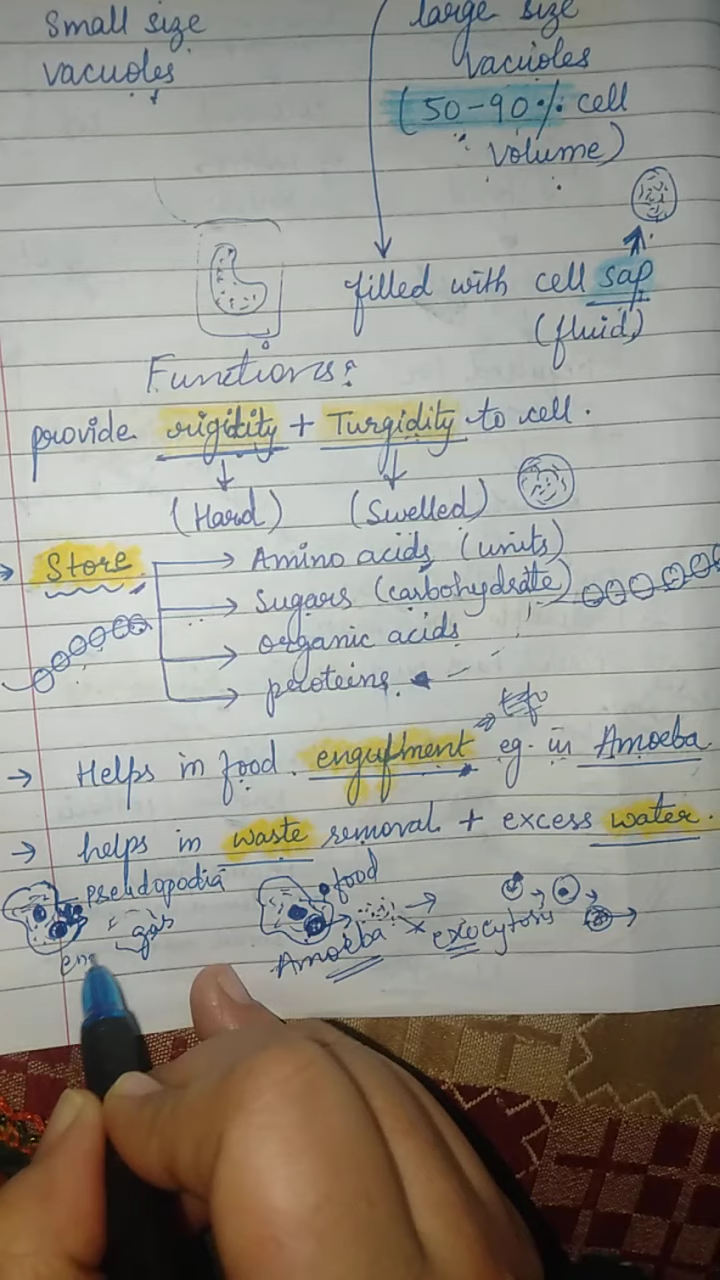 Small size
vacuoles
large size
vacuoles
(50-90% cell
volume)
filled with cell sap
(fluid)
Functions:
provide rigidity + Turgidity to cell.
(Hard) (Swelled)
→ Store → Amino acids (units)
→ Sugars (carbohydrate)
→ organic acids
→ proteins.
→ Helps in food engulfment eg. in Amoeba
→ helps in waste removal + excess water.
pseudopodia
food
gas
Amoeba
exocytosis
en